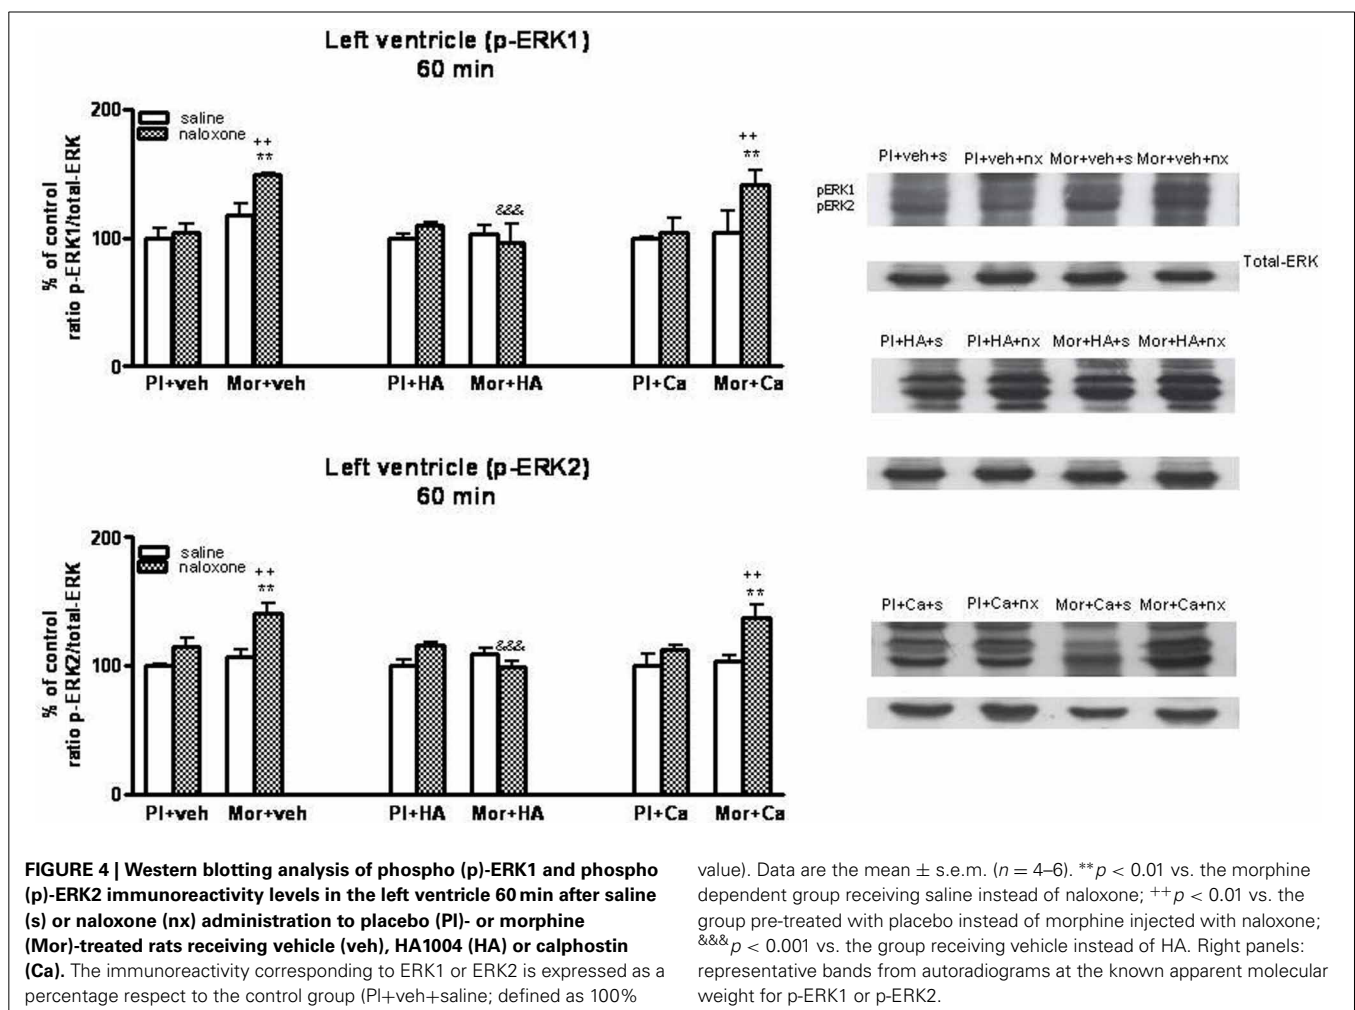 Left ventricle (p-ERK1)
60 min
200
100
0
% of control
ratio p-ERK1/total-ERK
saline
naloxone
++
**
&&&
++
**
Pl+veh
Mor+veh
Pl+HA
Mor+HA
Pl+Ca
Mor+Ca
Left ventricle (p-ERK2)
60 min
200
100
0
% of control
ratio p-ERK2/total-ERK
saline
naloxone
++
**
&&&
++
**
Pl+veh
Mor+veh
Pl+HA
Mor+HA
Pl+Ca
Mor+Ca
Pl+veh+s Pl+veh+nx Mor+veh+s Mor+veh+nx
pERK1
pERK2
Total-ERK
Pl+HA+s Pl+HA+nx Mor+HA+s Mor+HA+nx
Pl+Ca+s Pl+Ca+nx Mor+Ca+s Mor+Ca+nx
FIGURE 4 | Western blotting analysis of phospho (p)-ERK1 and phospho
(p)-ERK2 immunoreactivity levels in the left ventricle 60 min after saline
(s) or naloxone (nx) administration to placebo (Pl)- or morphine
(Mor)-treated rats receiving vehicle (veh), HA1004 (HA) or calphostin
(Ca). The immunoreactivity corresponding to ERK1 or ERK2 is expressed as a
percentage respect to the control group (Pl+veh+saline; defined as 100%
value). Data are the mean ± s.e.m. (n = 4–6). **p < 0.01 vs. the morphine
dependent group receiving saline instead of naloxone; ++p < 0.01 vs. the
group pre-treated with placebo instead of morphine injected with naloxone;
&&&p < 0.001 vs. the group receiving vehicle instead of HA. Right panels:
representative bands from autoradiograms at the known apparent molecular
weight for p-ERK1 or p-ERK2.